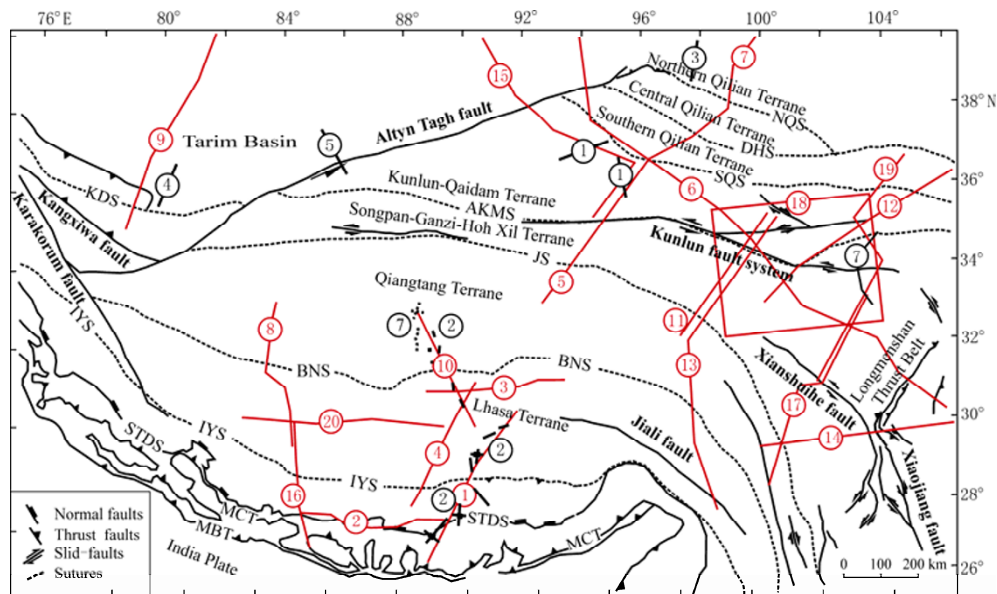 76°E
80°
84°
88°
92°
96°
100°
104°
38°N
36°
34°
32°
30°
28°
26°
15
3
7
Northern Qilian Terrane
Central Qilian Terrane
NQS
Southern Qilian Terrane
DHS
SQS
Altyn Tagh fault
9
Tarim Basin
5
1
1
4
6
19
18
12
KDS
Kunlun-Qaidam Terrane
AKMS
Songpan-Ganzi-Hoh Xil Terrane
JS
Kunlun fault system
7
Kangxiwa fault
Karakorum fault
Qiangtang Terrane
5
IYS
8
7
2
11
10
BNS
BNS
3
13
Xianshuihe fault
Longmenshan
Thrust Belt
17
20
Lhasa Terrane
Jiali fault
14
STDS
IYS
4
2
IYS
Xiaojiang fault
16
2
1
MCT
2
STDS
MBT
MCT
India Plate
Normal faults
Thrust faults
Slid-faults
Sutures
0 100 200 km